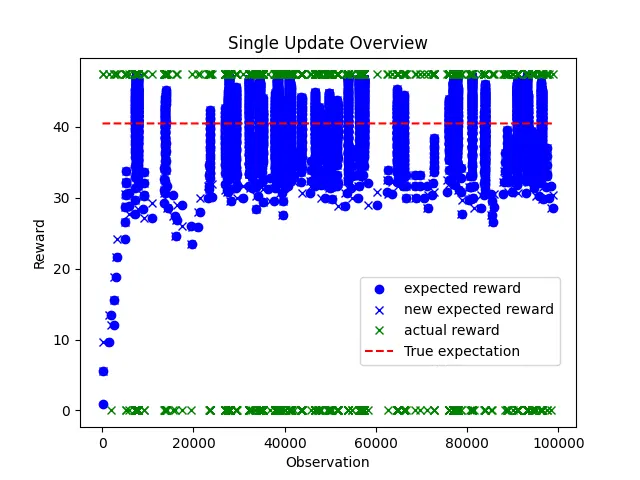 Single Update Overview
Reward
40
30
20
10
0
expected reward
new expected reward
actual reward
True expectation
0
20000
40000
60000
80000
100000
Observation